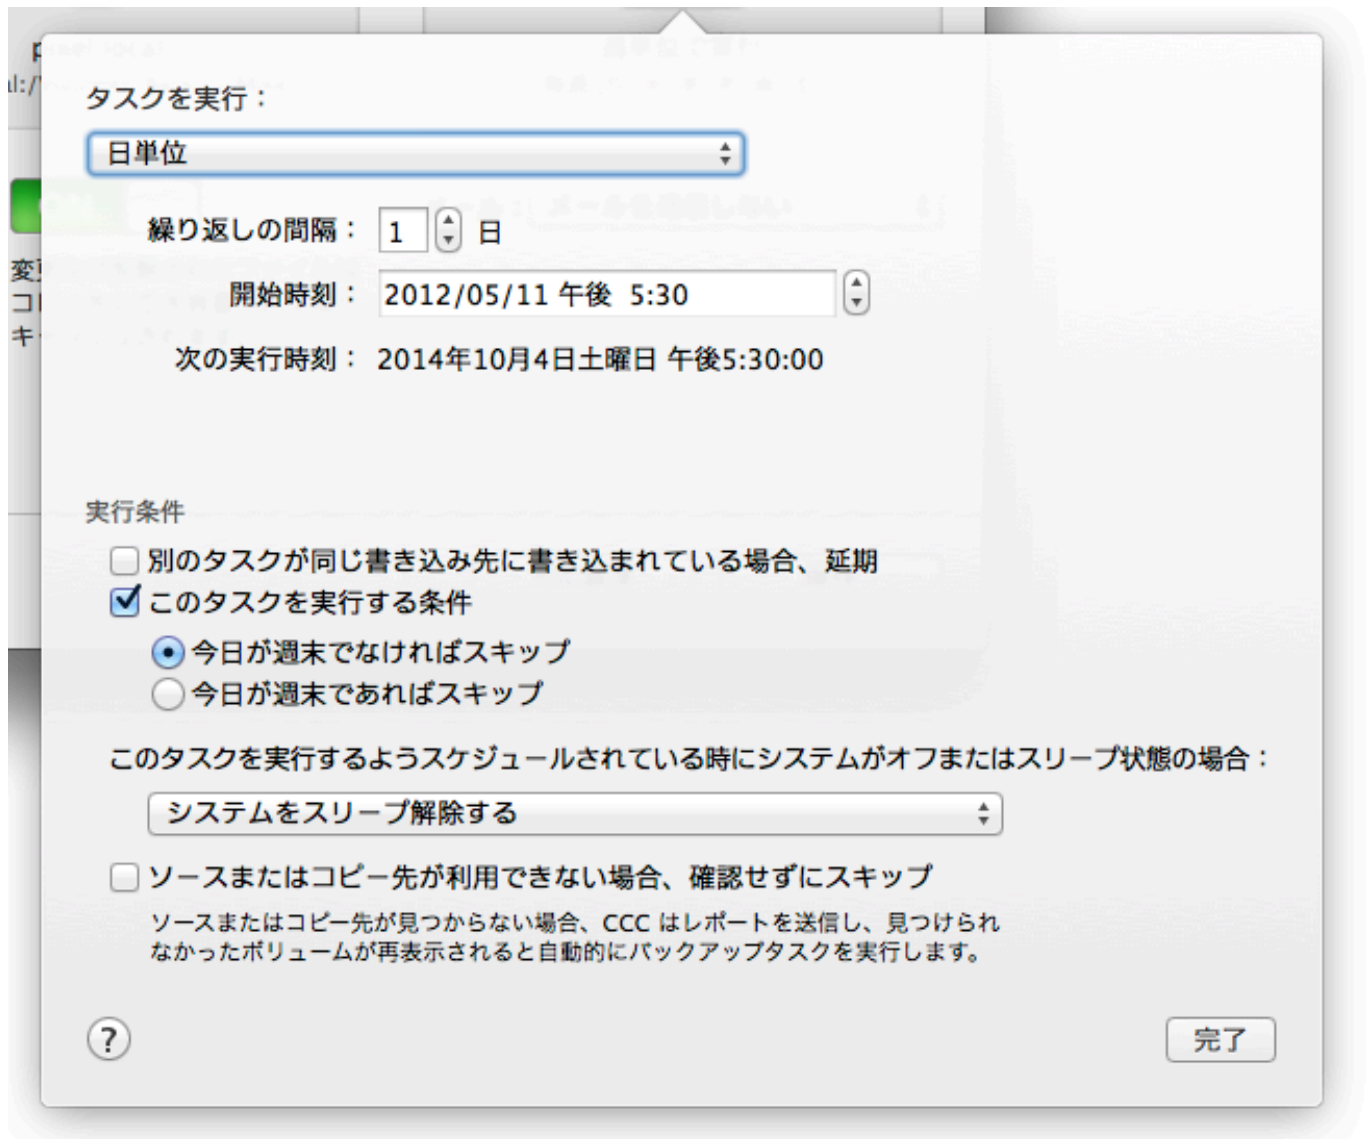 タスクを実行：
日単位
繰り返しの間隔： 1 日
開始時刻： 2012/05/11 午後 5:30
次の実行時刻： 2014年10月4日土曜日 午後5:30:00
実行条件
別のタスクが同じ書き込み先に書き込まれている場合、延期
このタスクを実行する条件
今日が週末でなければスキップ
今日が週末であればスキップ
このタスクを実行するようスケジュールされている時にシステムがオフまたはスリープ状態の場合：
システムをスリープ解除する
ソースまたはコピー先が利用できない場合、確認せずにスキップ
ソースまたはコピー先が見つからない場合、CCC はレポートを送信し、見つけられ
なかったボリュームが再表示されると自動的にバックアップタスクを実行します。
?
完了